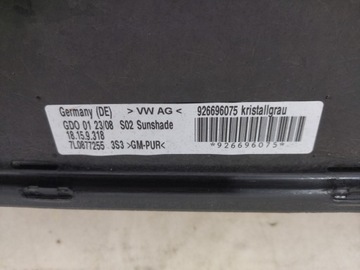 Germany (DE) > VW AG < 926696075 kristallgrau
GDO 01 23/08 S02 Sunshade
18.15.9.318
7L0877255 3S3 >GM-PUR< *926696075*